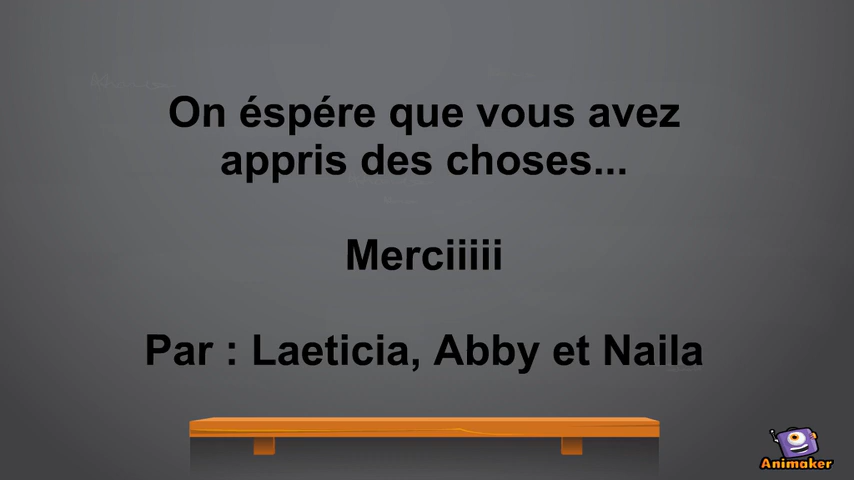 On éspére que vous avez
appris des choses...
Merciiiii
Par : Laeticia, Abby et Naila
Animaker